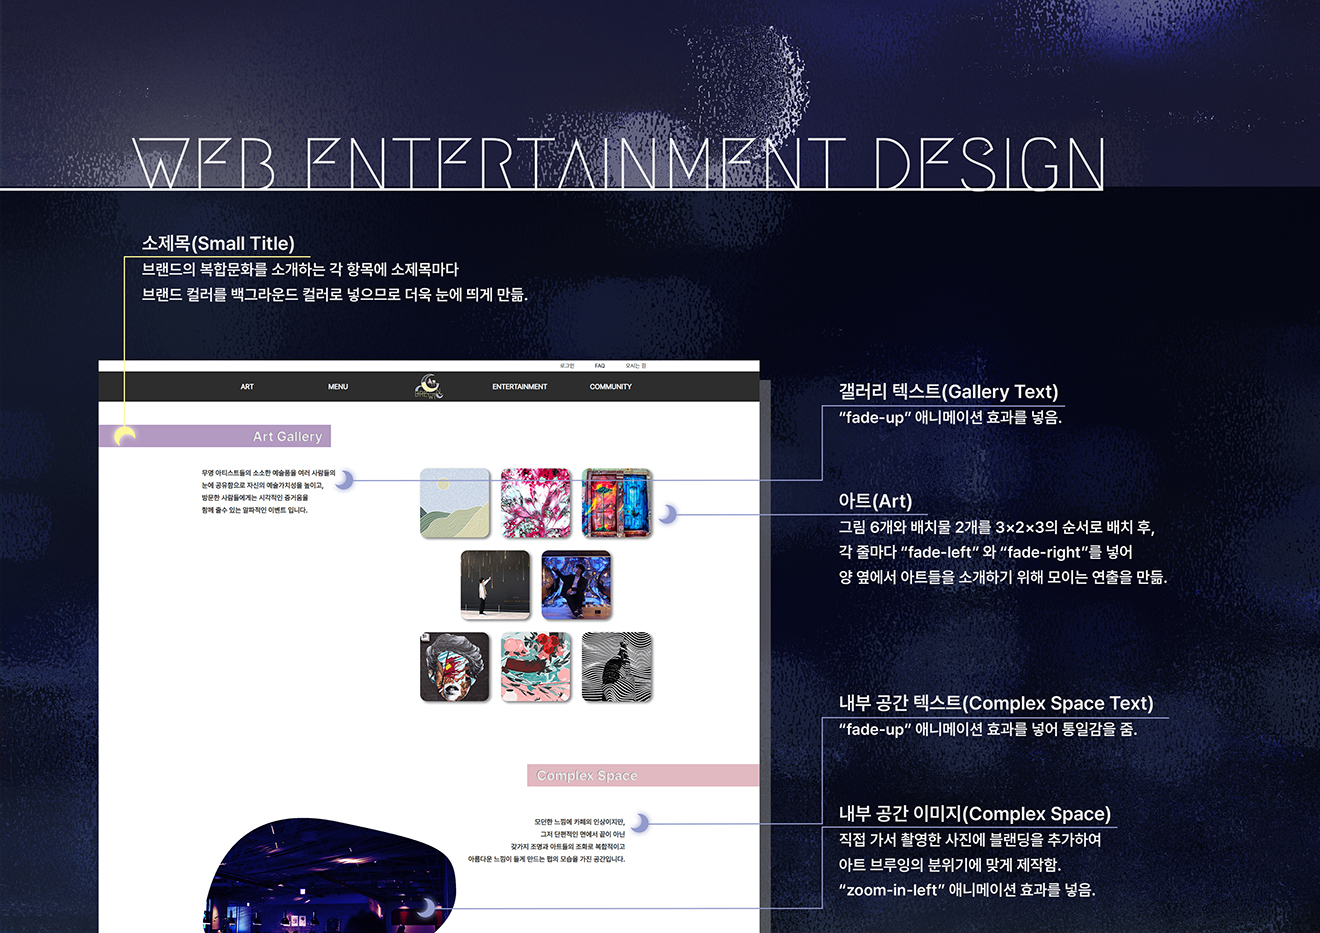 WEB ENTERTAINMENT DESIGN
소제목(Small Title)
브랜드의 복합문화를 소개하는 각 항목에 소제목마다
브랜드 컬러를 백그라운드 컬러로 넣으므로 더욱 눈에 띄게 만듦.
로그인 FAQ 오시는 길
ART MENU ENTERTAINMENT COMMUNITY
Art Gallery
무명 아티스트들의 소소한 예술품을 여러 사람들의
눈에 공유함으로 자신의 예술가치성을 높이고,
방문한 사람들에게는 시각적인 즐거움을
함께 줄수 있는 알짜적인 이벤트 입니다.
갤러리 텍스트(Gallery Text)
“fade-up” 애니메이션 효과를 넣음.
아트(Art)
그림 6개와 배치물 2개를 3×2×3의 순서로 배치 후,
각 줄마다 “fade-left” 와 “fade-right”를 넣어
양 옆에서 아트들을 소개하기 위해 모이는 연출을 만듦.
내부 공간 텍스트(Complex Space Text)
“fade-up” 애니메이션 효과를 넣어 통일감을 줌.
Complex Space
모던한 느낌에 카페의 인상이지만,
그저 단편적인 면에서 끝이 아닌
갖가지 조명과 아트들의 조화로 복합적이고
아름다운 느낌이 들게 만드는 펍의 모습을 가진 공간입니다.
내부 공간 이미지(Complex Space)
직접 가서 촬영한 사진에 블랜딩을 추가하여
아트 브루잉의 분위기에 맞게 제작함.
“zoom-in-left” 애니메이션 효과를 넣음.